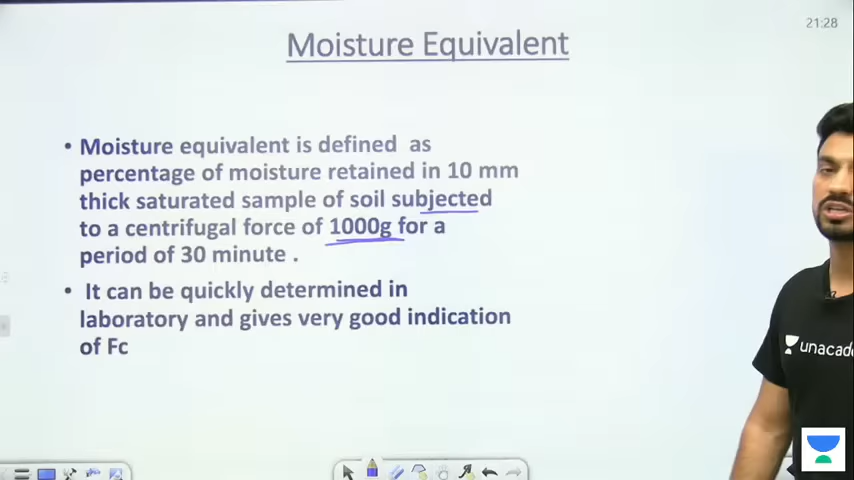 21:28
Moisture Equivalent
• Moisture equivalent is defined as
percentage of moisture retained in 10 mm
thick saturated sample of soil subjected
to a centrifugal force of 1000g for a
period of 30 minute .
• It can be quickly determined in
laboratory and gives very good indication
of Fc
unacade